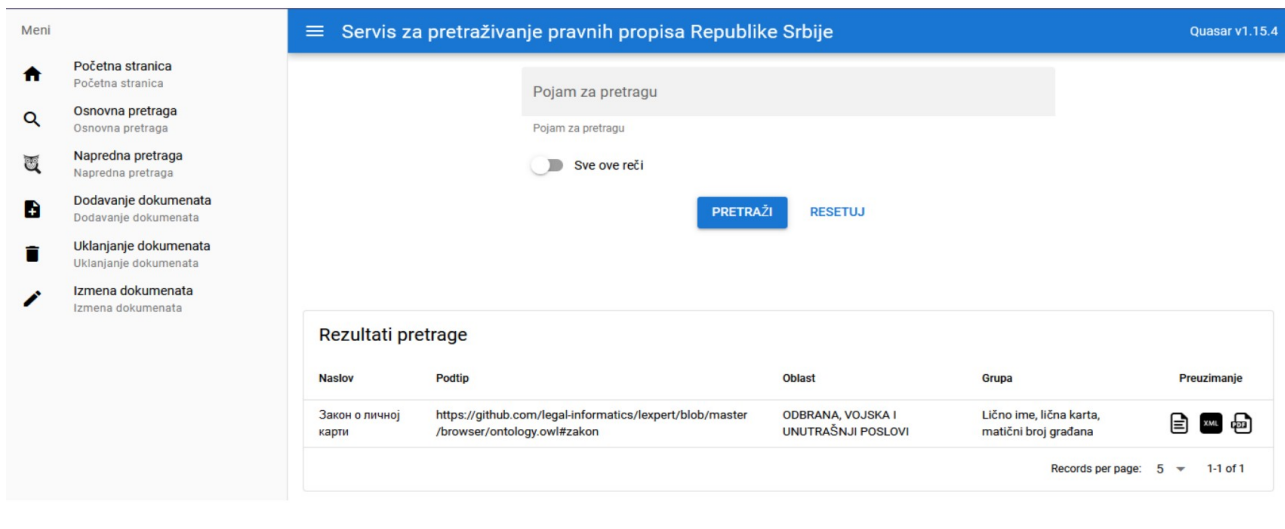 Meni
Početna stranica
Početna stranica
Osnovna pretraga
Osnovna pretraga
Napredna pretraga
Napredna pretraga
Dodavanje dokumenata
Dodavanje dokumenata
Uklanjanje dokumenata
Uklanjanje dokumenata
Izmena dokumenata
Izmena dokumenata
Servis za pretraživanje pravnih propisa Republike Srbije
Quasar v1.15.4
Pojam za pretragu
Pojam za pretragu
Sve ove reči
PRETRAŽI RESETUJ
Rezultati pretrage
Naslov Podtip Oblast Grupa Preuzimanje
Закон о личној
карти
https://github.com/legal-informatics/lexpert/blob/master
/browser/ontology.owl#zakon
ODBRANA, VOJSKA I
UNUTRAŠNJI POSLOVI
Lično ime, lična karta,
matični broj građana
XML PDF
Records per page: 5 1-1 of 1